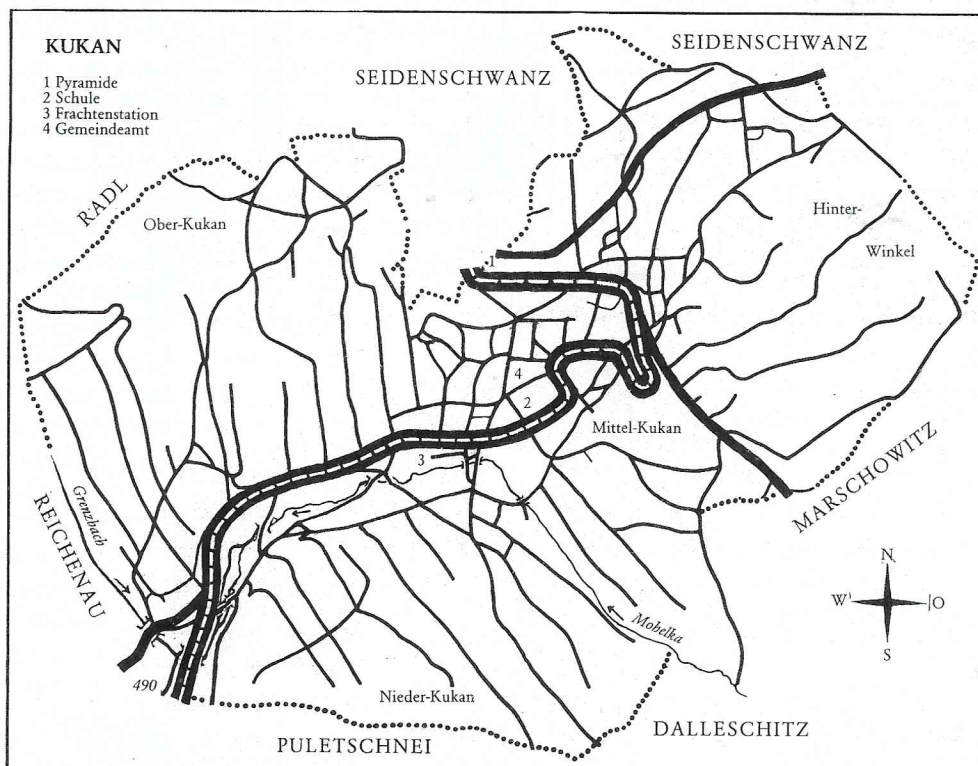 KUKAN
1 Pyramide
2 Schule
3 Frachtenstation
4 Gemeindeamt
SEIDENSCHWANZ
SEIDENSCHWANZ
RADL
Ober-Kukan
Hinter-
Winkel
1
4
2
3
Mittel-Kukan
MARSCHOWITZ
Grenzbach
REICHENAU
Mohelka
N
W
O
S
490
Nieder-Kukan
PULETSCHNEI
DALLESCHITZ